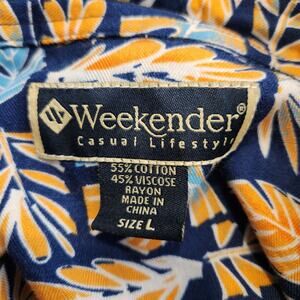 Weekender®
Casual Lifestyle
55% COTTON
45% VISCOSE
RAYON
MADE IN
CHINA
SIZE L